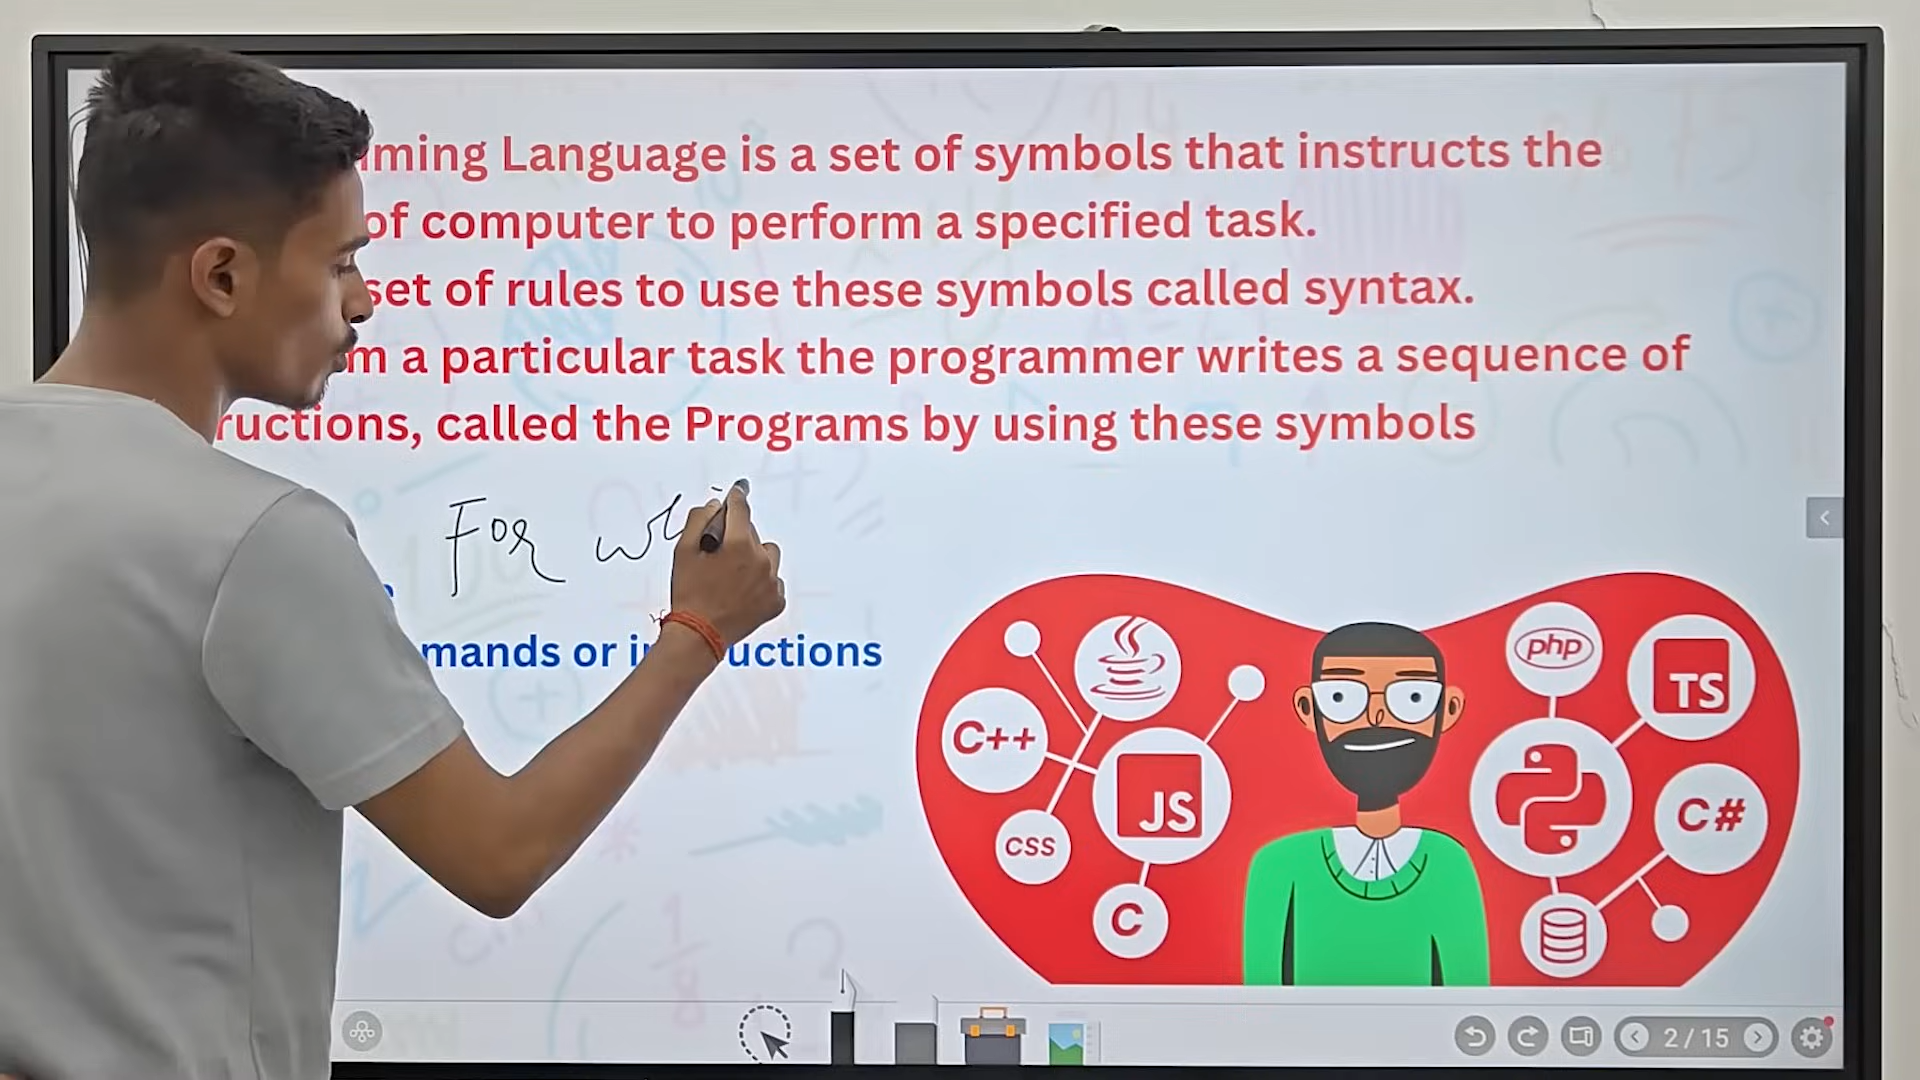 mming Language is a set of symbols that instructs the
of computer to perform a specified task.
set of rules to use these symbols called syntax.
m a particular task the programmer writes a sequence of
ructions, called the Programs by using these symbols
For
mands or in uctions
php
TS
C++
JS
C#
CSS
C
2/15